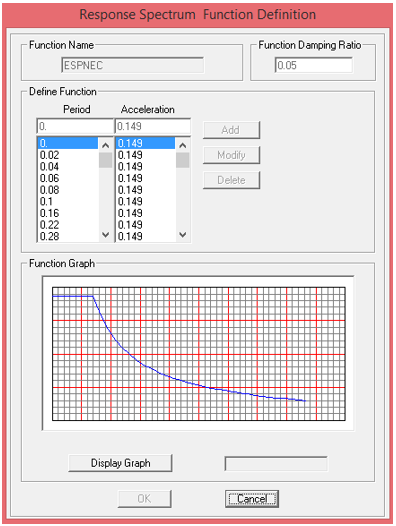 Response Spectrum Function Definition
Function Name
ESPNEC
Function Damping Ratio
0.05
Define Function
Period Acceleration
0. 0.149
0. 0.149
0.02 0.149
0.04 0.149
0.06 0.149
0.08 0.149
0.1 0.149
0.16 0.149
0.22 0.149
0.28 0.149
Add
Modify
Delete
Function Graph
Display Graph
OK Cancel